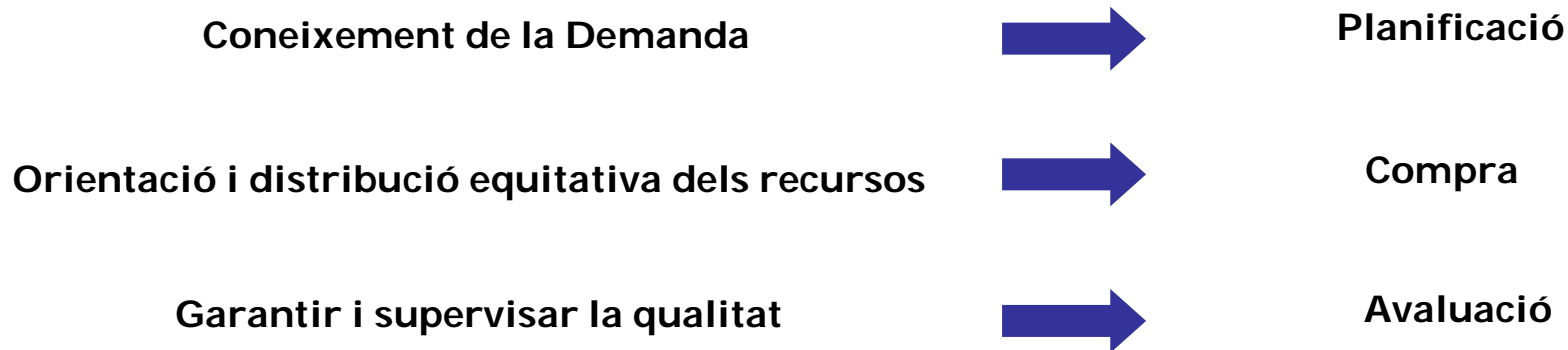 Coneixement de la Demanda
Planificació
Orientació i distribució equitativa dels recursos
Compra
Garantir i supervisar la qualitat
Avaluació